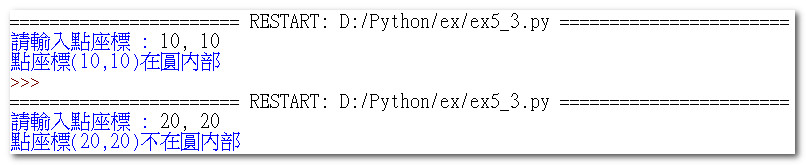 ====================== RESTART: D:/Python/ex/ex5_3.py ======================
請輸入點座標 : 10, 10
點座標(10,10)在圓內部
>>>
====================== RESTART: D:/Python/ex/ex5_3.py ======================
請輸入點座標 : 20, 20
點座標(20,20)不在圓內部